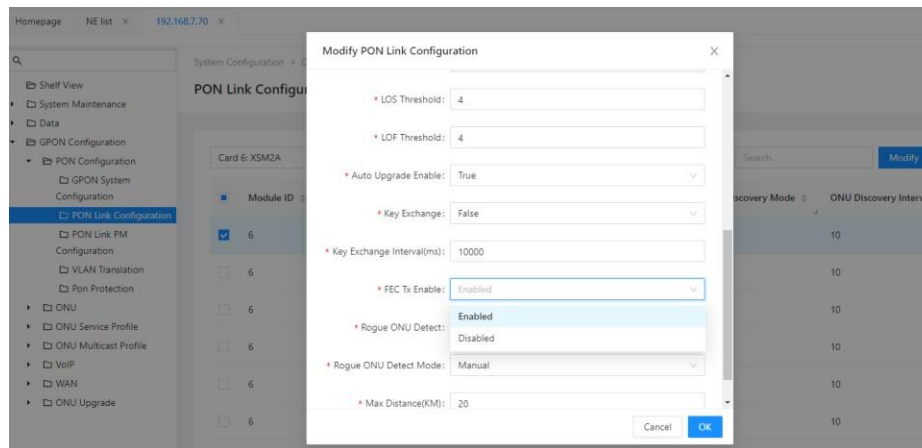 Homepage
NE list ×
192.168.7.70 ×
Shelf View
System Maintenance
Data
GPON Configuration
PON Configuration
GPON System
Configuration
PON Link Configuration
PON Link PM
Configuration
VLAN Translation
Pon Protection
ONU
ONU Service Profile
ONU Multicast Profile
VoIP
WAN
ONU Upgrade
System Configuration > G
PON Link Configu
Card 6: XSM2A
Search
Modify
Module ID
scovery Mode
ONU Discovery Interv
6
10
6
10
6
10
6
10
6
10
6
10
Modify PON Link Configuration ×
* LOS Threshold: 4
* LOF Threshold: 4
* Auto Upgrade Enable: True
* Key Exchange: False
* Key Exchange Interval(ms): 10000
* FEC Tx Enable: Enabled
Enabled
Disabled
* Rogue ONU Detect:
* Rogue ONU Detect Mode: Manual
* Max Distance(KM): 20
Cancel
OK